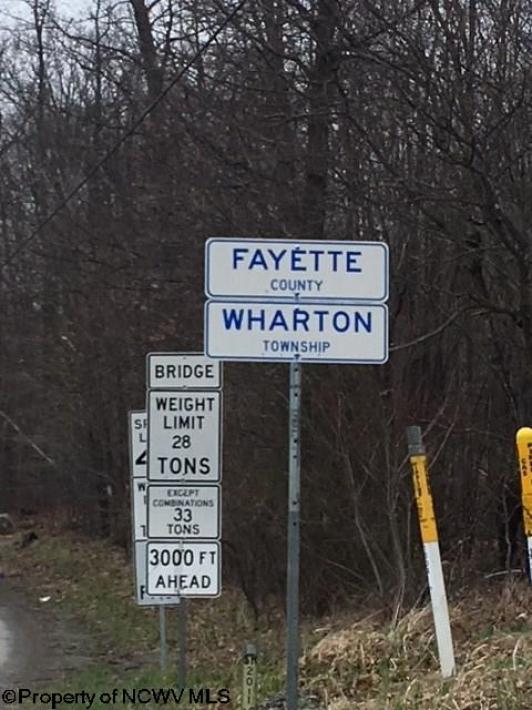 FAYETTE
COUNTY
WHARTON
TOWNSHIP
BRIDGE
WEIGHT
LIMIT
28
TONS
EXCEPT
COMBINATIONS
33
TONS
3000 FT
AHEAD
©Property of NCWV MLS